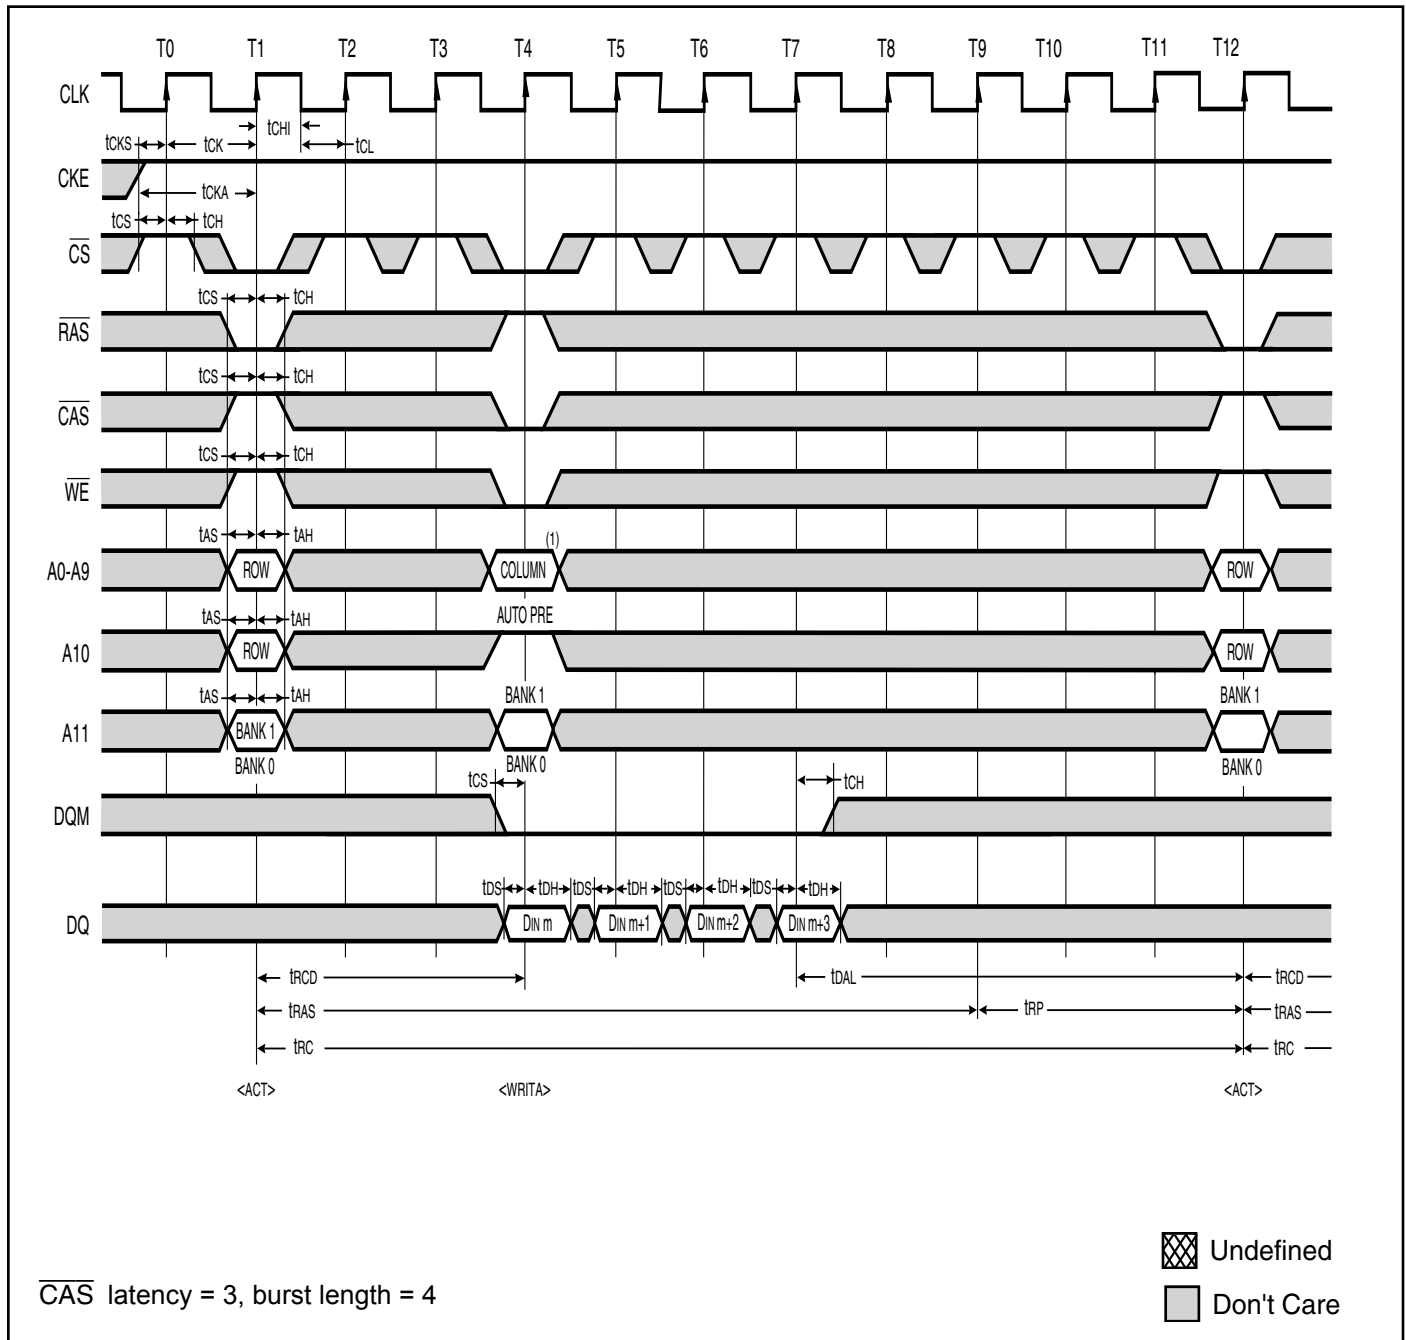 T0 T1 T2 T3 T4 T5 T6 T7 T8 T9 T10 T11 T12
CLK
tCHI
tCKS tCK tCL
CKE
tCKA
tCS tCH
CS
tCS tCH
RAS
tCS tCH
CAS
tCS tCH
WE
tAS tAH (1)
A0-A9 ROW COLUMN ROW
tAS tAH AUTO PRE
A10 ROW ROW
tAS tAH BANK 1 BANK 1
A11 BANK 1
BANK 0 BANK 0 BANK 0
tCS tCH
DQM
tDS tDH tDS tDH tDS tDH tDS tDH
DQ DIN m DIN m+1 DIN m+2 DIN m+3
tRCD tDAL tRCD
tRAS tRP tRAS
tRC tRC
<ACT> <WRITA> <ACT>
Undefined
CAS latency = 3, burst length = 4
Don't Care